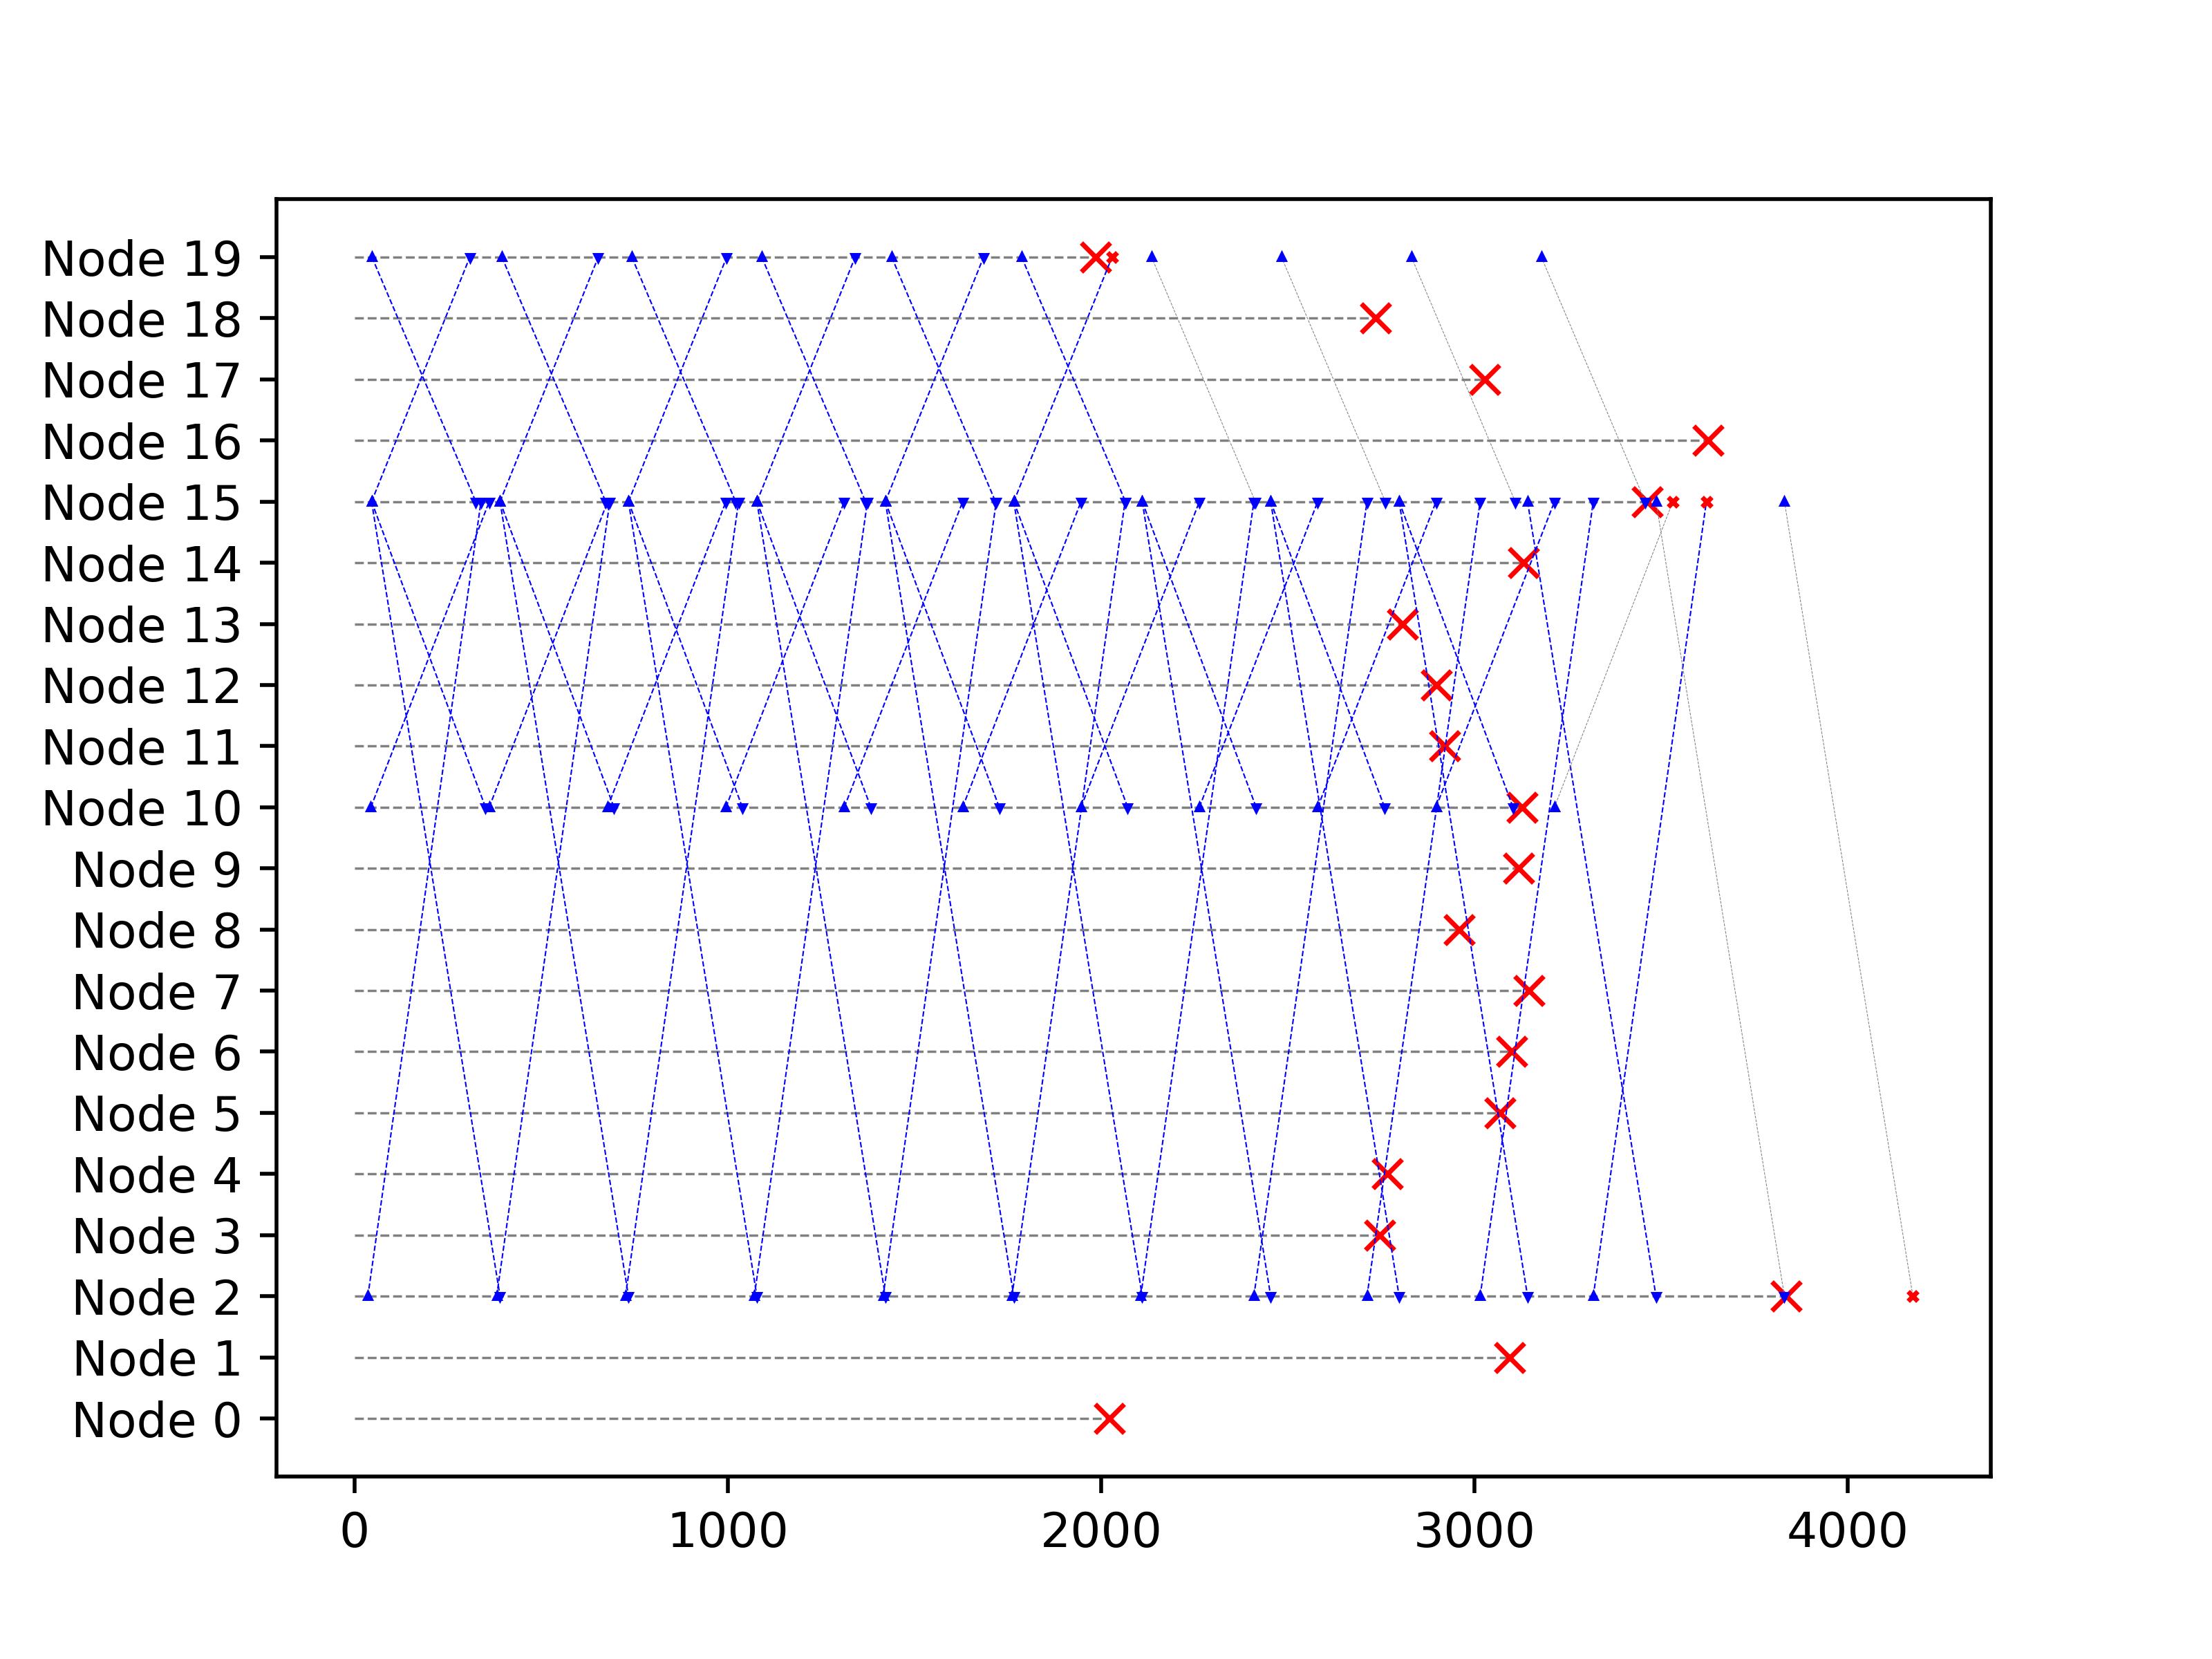 Node 19
Node 18
Node 17
Node 16
Node 15
Node 14
Node 13
Node 12
Node 11
Node 10
Node 9
Node 8
Node 7
Node 6
Node 5
Node 4
Node 3
Node 2
Node 1
Node 0
0 1000 2000 3000 4000